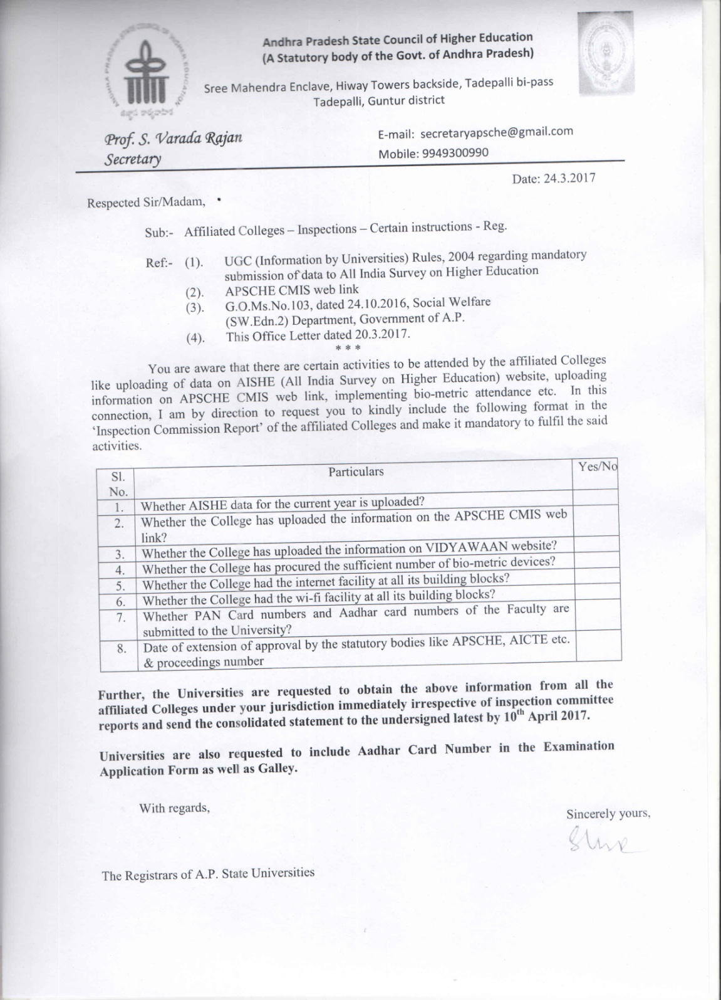 Andhra Pradesh State Council of Higher Education
(A Statutory body of the Govt. of Andhra Pradesh)
Sree Mahendra Enclave, Hiway Towers backside, Tadepalli bi-pass
Tadepalli, Guntur district
ANDHRA PRADESH STATE COUNCIL OF HIGHER EDUCATION
Prof. S. Varada Rajan
Secretary
E-mail: secretaryapsche@gmail.com
Mobile: 9949300990
Date: 24.3.2017
Respected Sir/Madam,
Sub:- Affiliated Colleges – Inspections – Certain instructions - Reg.
Ref:- (1). UGC (Information by Universities) Rules, 2004 regarding mandatory
submission of data to All India Survey on Higher Education
(2). APSCHE CMIS web link
(3). G.O.Ms.No.103, dated 24.10.2016, Social Welfare
(SW.Edn.2) Department, Government of A.P.
(4). This Office Letter dated 20.3.2017.
* * *
You are aware that there are certain activities to be attended by the affiliated Colleges
like uploading of data on AISHE (All India Survey on Higher Education) website, uploading
information on APSCHE CMIS web link, implementing bio-metric attendance etc. In this
connection, I am by direction to request you to kindly include the following format in the
‘Inspection Commission Report’ of the affiliated Colleges and make it mandatory to fulfil the said
activities.
Sl. Particulars Yes/No
No.
1. Whether AISHE data for the current year is uploaded?
2. Whether the College has uploaded the information on the APSCHE CMIS web
link?
3. Whether the College has uploaded the information on VIDYAWAAN website?
4. Whether the College has procured the sufficient number of bio-metric devices?
5. Whether the College had the internet facility at all its building blocks?
6. Whether the College had the wi-fi facility at all its building blocks?
7. Whether PAN Card numbers and Aadhar card numbers of the Faculty are
submitted to the University?
8. Date of extension of approval by the statutory bodies like APSCHE, AICTE etc.
& proceedings number
Further, the Universities are requested to obtain the above information from all the
affiliated Colleges under your jurisdiction immediately irrespective of inspection committee
reports and send the consolidated statement to the undersigned latest by 10th April 2017.
Universities are also requested to include Aadhar Card Number in the Examination
Application Form as well as Galley.
With regards,
Sincerely yours,
The Registrars of A.P. State Universities